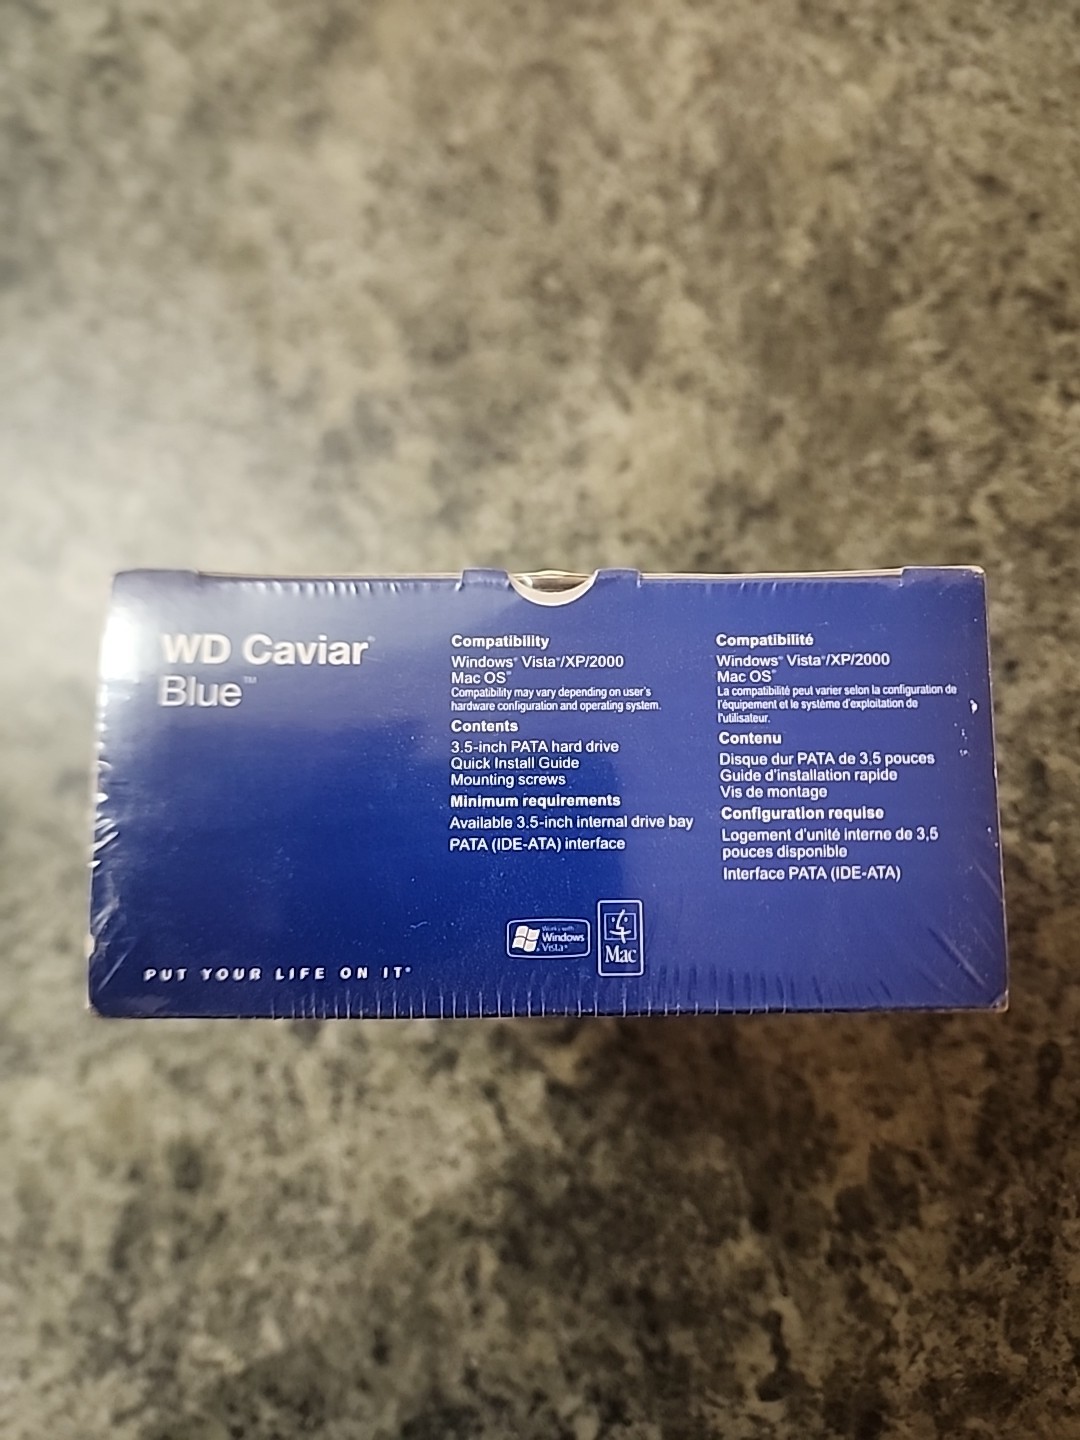 WD Caviar®
Blue™
PUT YOUR LIFE ON IT®
Compatibility
Windows® Vista®/XP/2000
Mac OS®
Compatibility may vary depending on user's
hardware configuration and operating system.
Contents
3.5-inch PATA hard drive
Quick Install Guide
Mounting screws
Minimum requirements
Available 3.5-inch internal drive bay
PATA (IDE-ATA) interface
Compatibilité
Windows® Vista®/XP/2000
Mac OS®
La compatibilité peut varier selon la configuration de
l'équipement et le système d'exploitation de
l'utilisateur.
Contenu
Disque dur PATA de 3,5 pouces
Guide d'installation rapide
Vis de montage
Configuration requise
Logement d'unité interne de 3,5
pouces disponible
Interface PATA (IDE-ATA)
Works with
Windows
Vista™
Mac